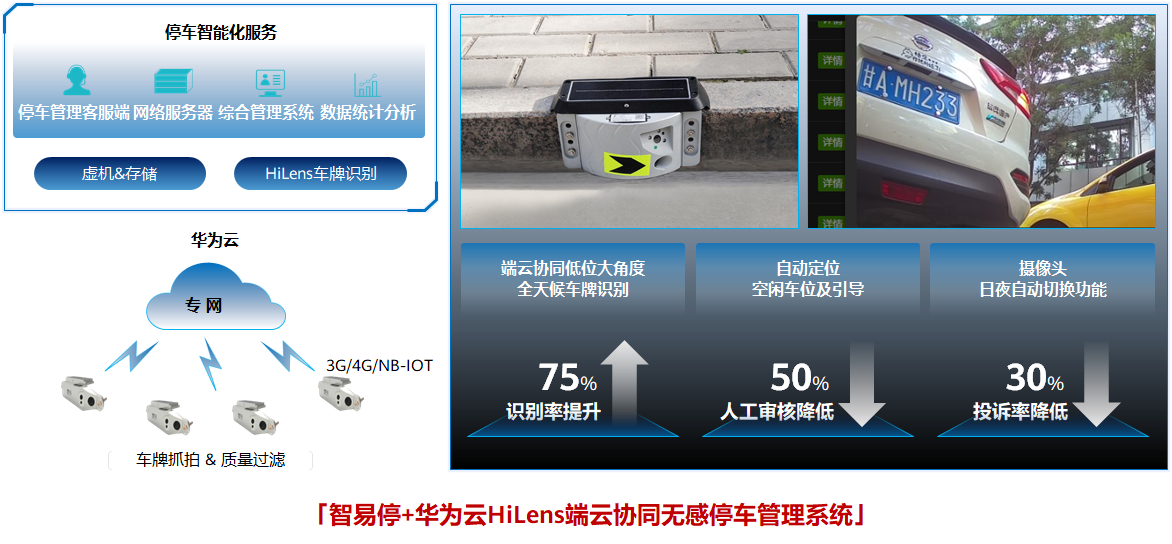 停车智能化服务
停车管理客服端 网络服务器 综合管理系统 数据统计分析
虚机&存储
HiLens车牌识别
华为云
专 网
3G/4G/NB-IOT
车牌抓拍 & 质量过滤
详情
详情
详情
详情
详情
详情
甘A·MH233
端云协同低位大角度
全天候车牌识别
75%
识别率提升
自动定位
空闲车位及引导
50%
人工审核降低
摄像头
日夜自动切换功能
30%
投诉率降低
「智易停+华为云HiLens端云协同无感停车管理系统」